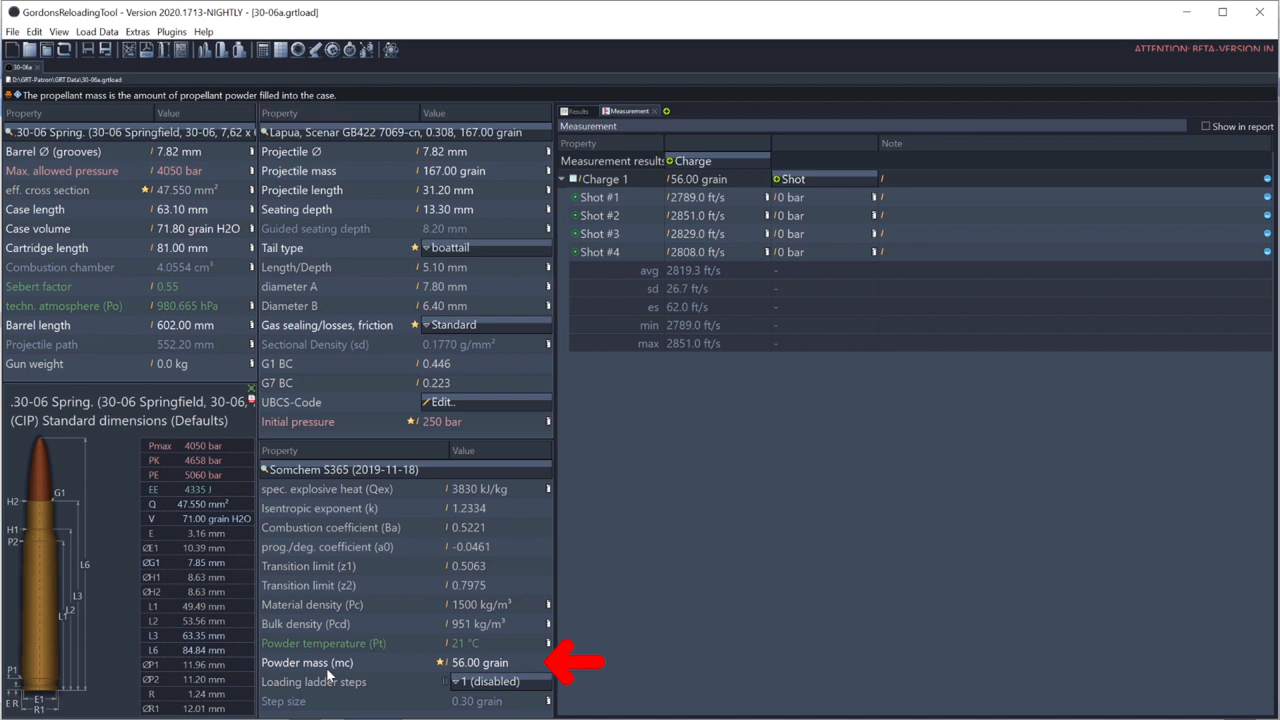 GordonsReloadingTool - Version 2020.1713-NIGHTLY - [30-06a.grtload]
File Edit View Load Data Extras Plugins Help
ATTENTION: BETA-VERSION IN
30-06a
D:\GRT-Patron\GRT Data\30-06a.grtload
The propellant mass is the amount of propellant powder filled into the case.
Property Value
.30-06 Spring. (30-06 Springfield, 30-06, 7,62 x
Barrel Ø (grooves) 7.82 mm
Max. allowed pressure 4050 bar
eff. cross section 47.550 mm²
Case length 63.10 mm
Case volume 71.80 grain H2O
Cartridge length 81.00 mm
Combustion chamber 4.0554 cm³
Sebert factor 0.55
techn. atmosphere (Po) 980.665 hPa
Barrel length 602.00 mm
Projectile path 552.20 mm
Gun weight 0.0 kg
.30-06 Spring. (30-06 Springfield, 30-06,
(CIP) Standard dimensions (Defaults)
Pmax 4050 bar
PK 4658 bar
PE 5060 bar
EE 4335 J
Q 47.550 mm²
V 71.00 grain H2O
E 3.16 mm
ØE1 10.39 mm
ØG1 7.85 mm
ØH1 8.63 mm
ØH2 8.63 mm
L1 49.49 mm
L2 53.56 mm
L3 63.35 mm
L6 84.84 mm
ØP1 11.96 mm
ØP2 11.20 mm
R 1.24 mm
ØR1 12.01 mm
G1
H2
H1
P2
L6
L3
L2
L1
P1
E R
E1
R1
Property Value
Lapua, Scenar GB422 7069-cn, 0.308, 167.00 grain
Projectile Ø 7.82 mm
Projectile mass 167.00 grain
Projectile length 31.20 mm
Seating depth 13.30 mm
Guided seating depth 8.20 mm
Tail type boattail
Length/Depth 5.10 mm
diameter A 7.80 mm
Diameter B 6.40 mm
Gas sealing/losses, friction Standard
Sectional Density (sd) 0.1770 g/mm²
G1 BC 0.446
G7 BC 0.223
UBCS-Code Edit..
Initial pressure 250 bar
Property Value
Somchem S365 (2019-11-18)
spec. explosive heat (Qex) 3830 kJ/kg
Isentropic exponent (k) 1.2334
Combustion coefficient (Ba) 0.5221
prog./deg. coefficient (a0) -0.0461
Transition limit (z1) 0.5063
Transition limit (z2) 0.7975
Material density (Pc) 1500 kg/m³
Bulk density (Pcd) 951 kg/m³
Powder temperature (Pt) 21 °C
Powder mass (mc) 56.00 grain
Loading ladder steps 1 (disabled)
Step size 0.30 grain
Results Measurement
Measurement Show in report
Property Note
Measurement results Charge
Charge 1 56.00 grain Shot
Shot #1 2789.0 ft/s 0 bar
Shot #2 2851.0 ft/s 0 bar
Shot #3 2829.0 ft/s 0 bar
Shot #4 2808.0 ft/s 0 bar
avg 2819.3 ft/s -
sd 26.7 ft/s -
es 62.0 ft/s -
min 2789.0 ft/s -
max 2851.0 ft/s -